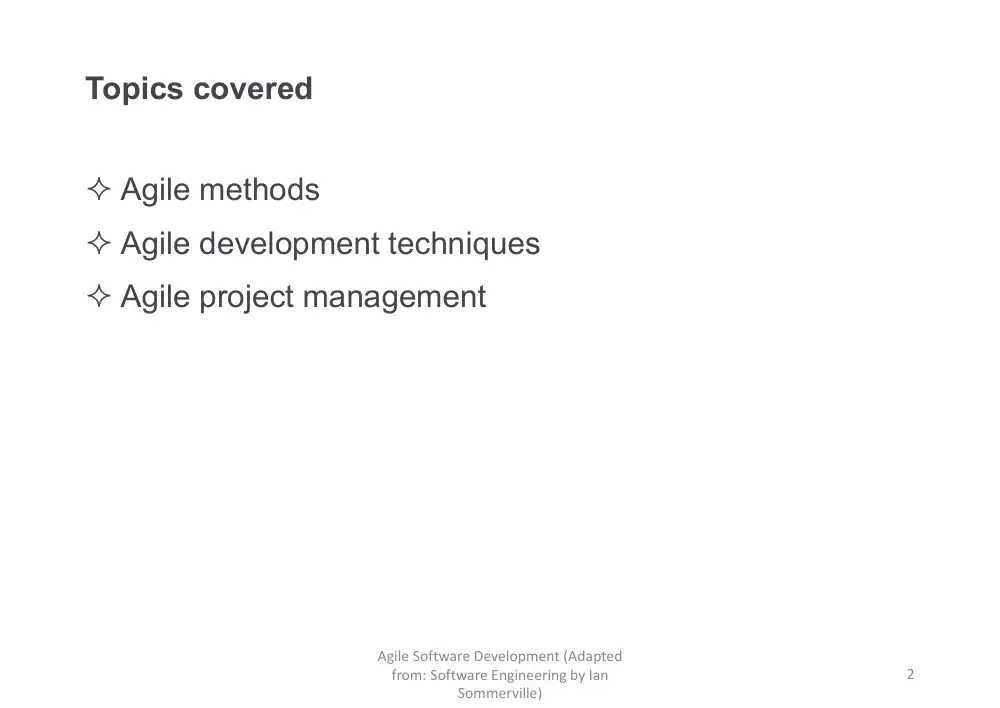 Topics covered
✧ Agile methods
✧ Agile development techniques
✧ Agile project management
Agile Software Development (Adapted
from: Software Engineering by Ian
Sommerville)
2